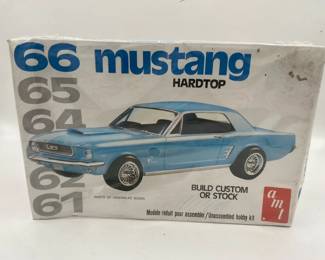 66 mustang
HARDTOP
65
64
62
61
BUILD CUSTOM
OR STOCK
amt
Modèle réduit pour assembler/Unassembled hobby kit